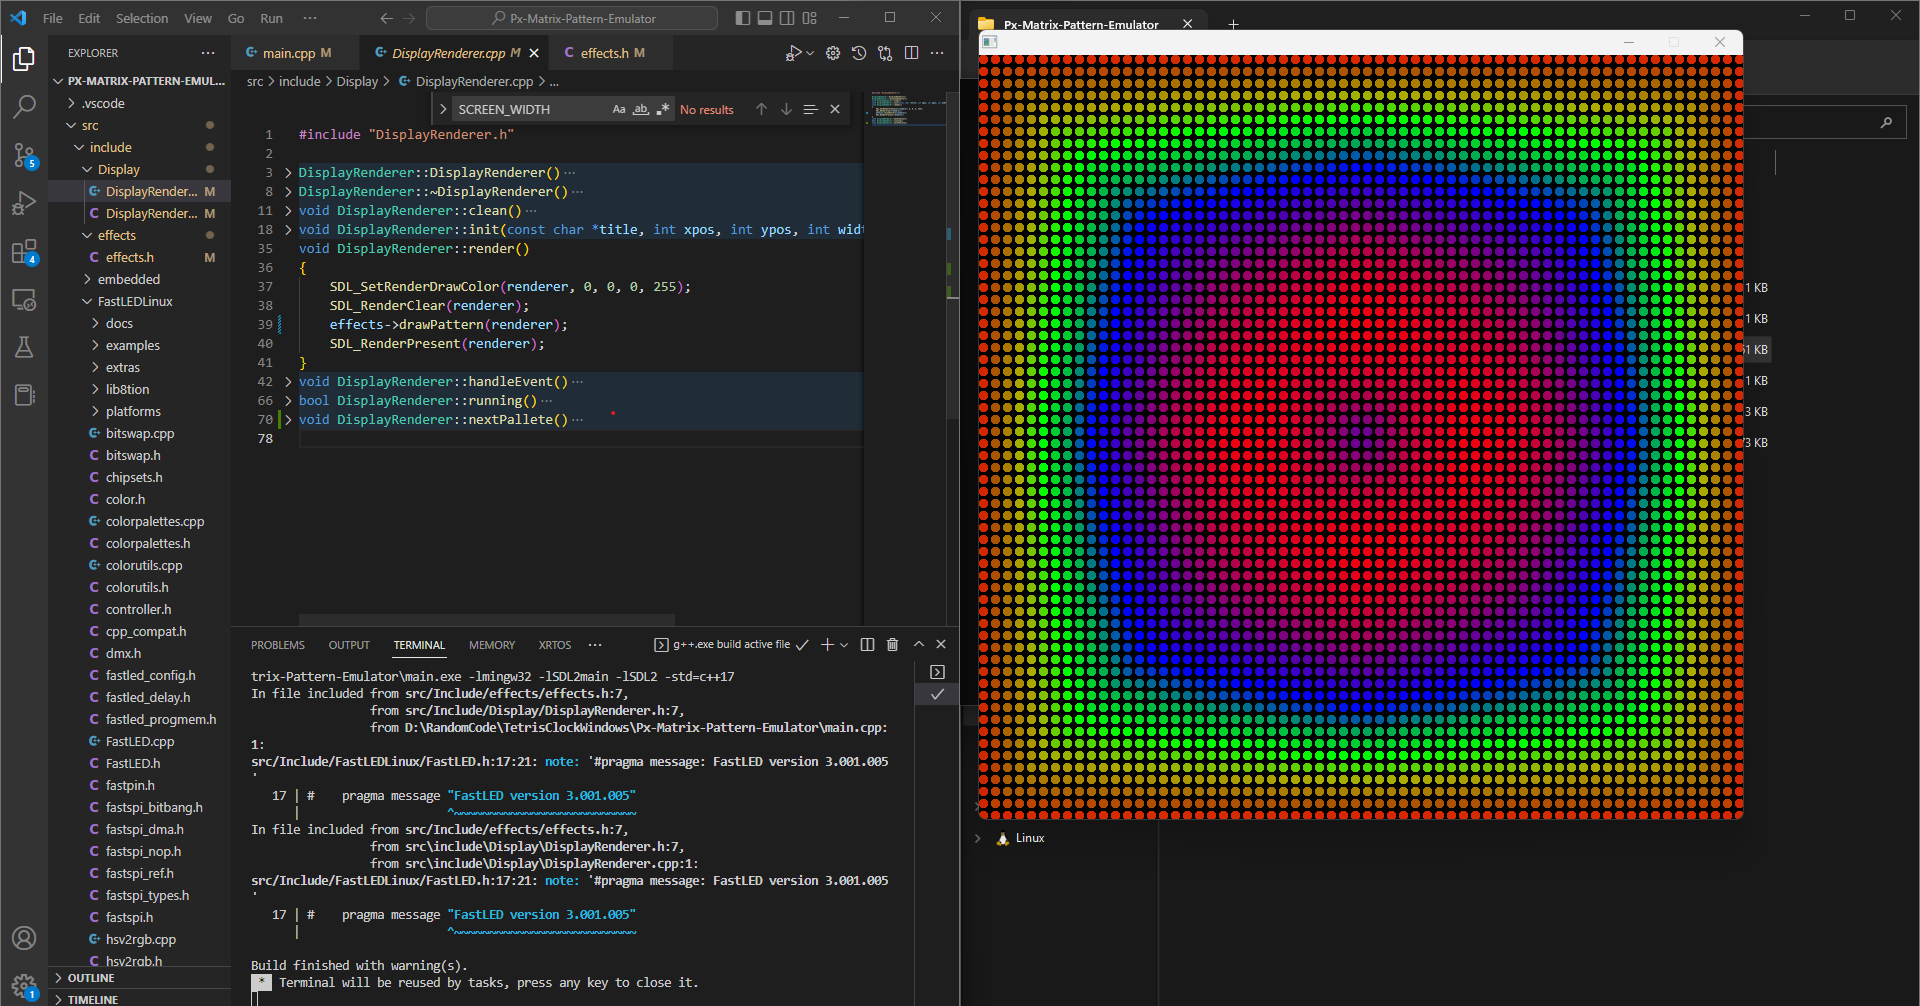 File Edit Selection View Go Run ···
Px-Matrix-Pattern-Emulator
EXPLORER ···
PX-MATRIX-PATTERN-EMUL...
.vscode
src
include
Display
DisplayRender... M
DisplayRender... M
effects
effects.h M
embedded
FastLEDLinux
docs
examples
extras
lib8tion
platforms
bitswap.cpp
bitswap.h
chipsets.h
color.h
colorpalettes.cpp
colorpalettes.h
colorutils.cpp
colorutils.h
controller.h
cpp_compat.h
dmx.h
fastled_config.h
fastled_delay.h
fastled_progmem.h
FastLED.cpp
FastLED.h
fastpin.h
fastspi_bitbang.h
fastspi_dma.h
fastspi_nop.h
fastspi_ref.h
fastspi_types.h
fastspi.h
hsv2rgb.cpp
hsv2rgb.h
OUTLINE
TIMELINE
5
4
1
main.cpp M
DisplayRenderer.cpp M
effects.h M
src > include > Display > DisplayRenderer.cpp > ...
SCREEN_WIDTH Aa ab .* No results
1 #include "DisplayRenderer.h"
2
3 DisplayRenderer::DisplayRenderer() ···
8 DisplayRenderer::~DisplayRenderer() ···
11 void DisplayRenderer::clean() ···
18 void DisplayRenderer::init(const char *title, int xpos, int ypos, int widt
35 void DisplayRenderer::render()
36 {
37 SDL_SetRenderDrawColor(renderer, 0, 0, 0, 255);
38 SDL_RenderClear(renderer);
39 effects->drawPattern(renderer);
40 SDL_RenderPresent(renderer);
41 }
42 void DisplayRenderer::handleEvent() ···
66 bool DisplayRenderer::running() ···
70 void DisplayRenderer::nextPallete() ···
78
PROBLEMS OUTPUT TERMINAL MEMORY XRTOS ···
g++.exe build active file
trix-Pattern-Emulator\main.exe -lmingw32 -lSDL2main -lSDL2 -std=c++17
In file included from src/Include/effects/effects.h:7,
from src/Include/Display/DisplayRenderer.h:7,
from D:\RandomCode\TetrisClockWindows\Px-Matrix-Pattern-Emulator\main.cpp:
1:
src/Include/FastLEDLinux/FastLED.h:17:21: note: '#pragma message: FastLED version 3.001.005
'
17 | # pragma message "FastLED version 3.001.005"
| ^~~~~~~~~~~~~~~~~~~~~~~~~~~
In file included from src/Include/effects/effects.h:7,
from src\include\Display\DisplayRenderer.h:7,
from src\include\Display\DisplayRenderer.cpp:1:
src/Include/FastLEDLinux/FastLED.h:17:21: note: '#pragma message: FastLED version 3.001.005
'
17 | # pragma message "FastLED version 3.001.005"
| ^~~~~~~~~~~~~~~~~~~~~~~~~~~
Build finished with warning(s).
* Terminal will be reused by tasks, press any key to close it.
Px-Matrix-Pattern-Emulator
1 KB
1 KB
51 KB
1 KB
3 KB
73 KB
Linux